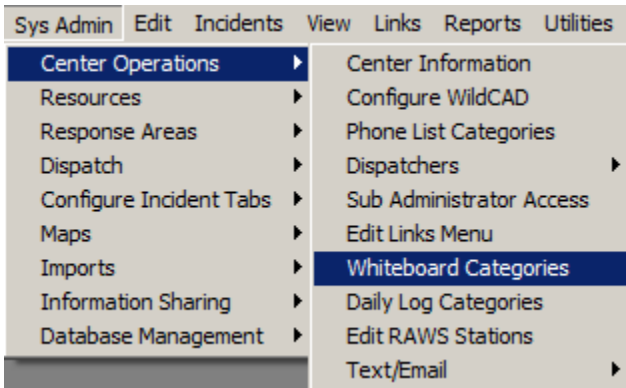 Sys Admin Edit Incidents View Links Reports Utilities
Center Operations
Resources
Response Areas
Dispatch
Configure Incident Tabs
Maps
Imports
Information Sharing
Database Management
Center Information
Configure WildCAD
Phone List Categories
Dispatchers
Sub Administrator Access
Edit Links Menu
Whiteboard Categories
Daily Log Categories
Edit RAWS Stations
Text/Email